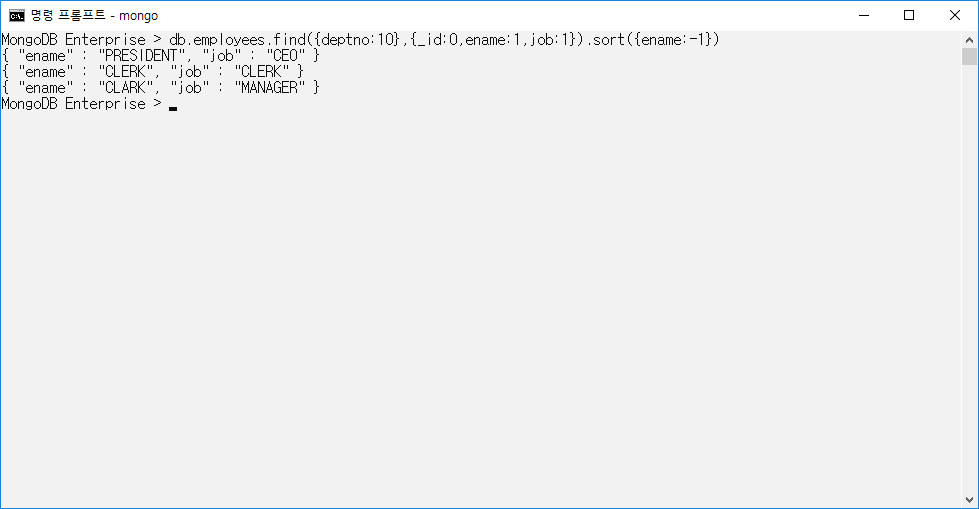 명령 프롬프트 - mongo
MongoDB Enterprise > db.employees.find({deptno:10},{_id:0,ename:1,job:1}).sort({ename:-1})
{ "ename" : "PRESIDENT", "job" : "CEO" }
{ "ename" : "CLERK", "job" : "CLERK" }
{ "ename" : "CLARK", "job" : "MANAGER" }
MongoDB Enterprise >